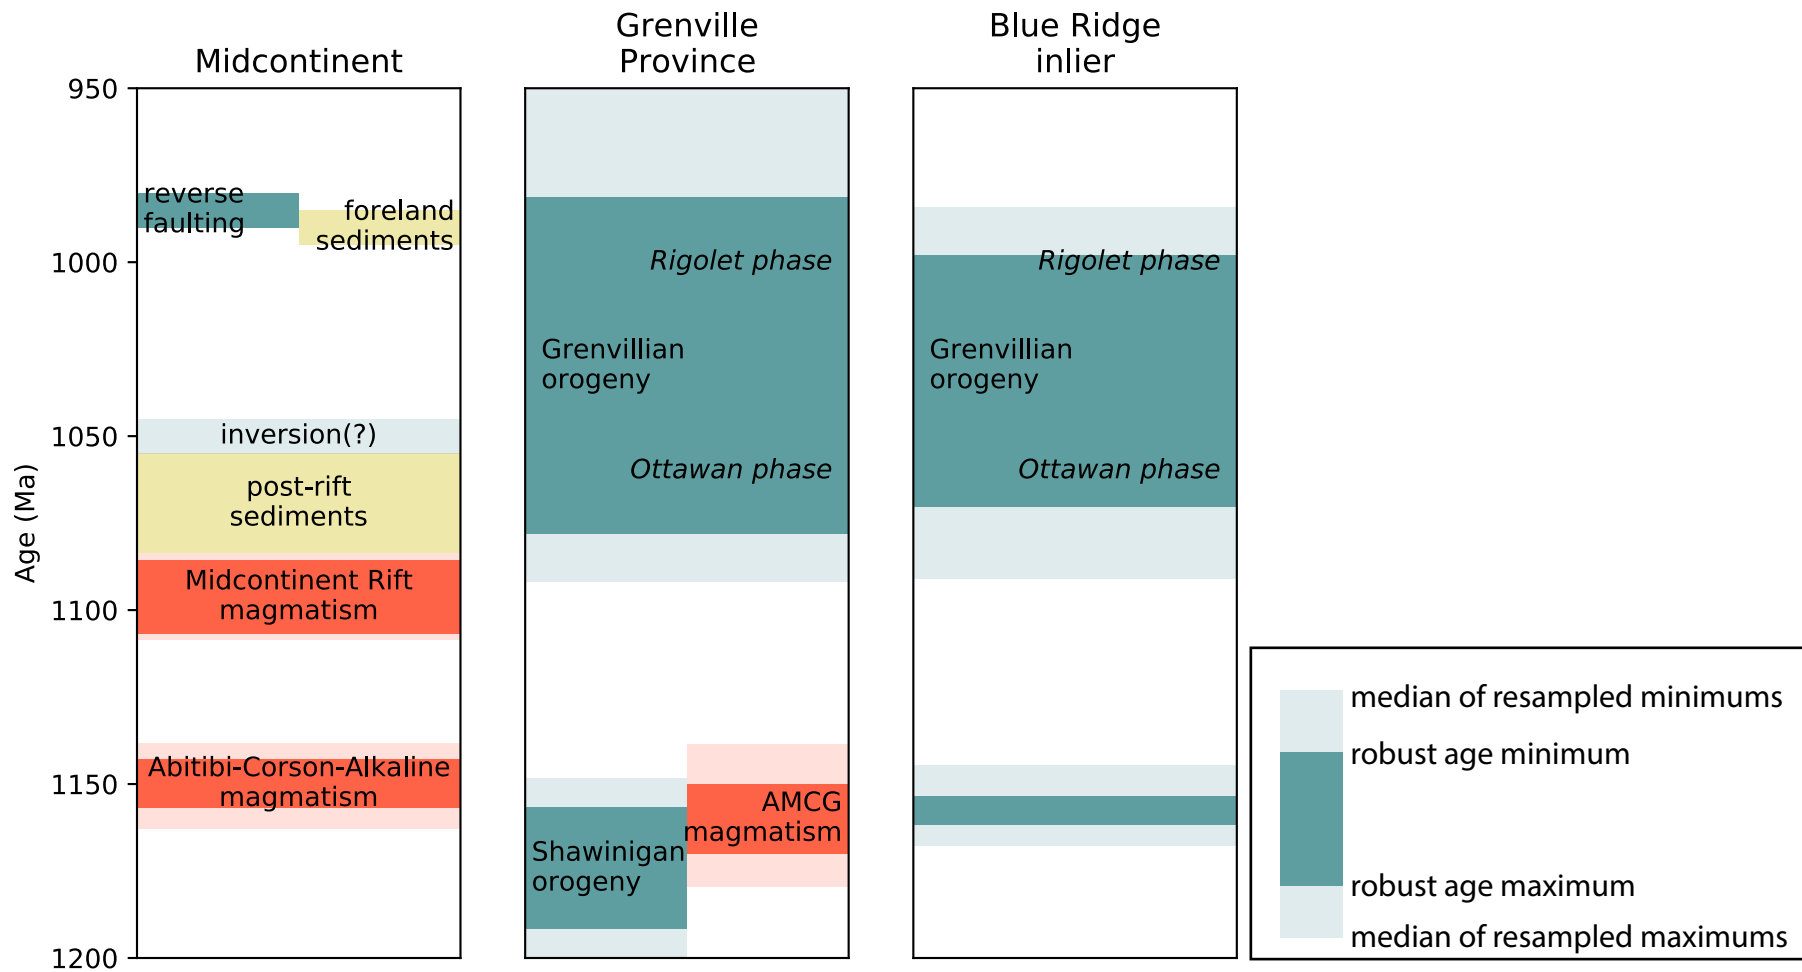 Midcontinent
Grenville
Province
Blue Ridge
inlier
Age (Ma)
950
1000
1050
1100
1150
1200
reverse
faulting
foreland
sediments
inversion(?)
post-rift
sediments
Midcontinent Rift
magmatism
Abitibi-Corson-Alkaline
magmatism
Rigolet phase
Grenvillian
orogeny
Ottawan phase
AMCG
magmatism
Shawinigan
orogeny
Rigolet phase
Grenvillian
orogeny
Ottawan phase
median of resampled minimums
robust age minimum
robust age maximum
median of resampled maximums